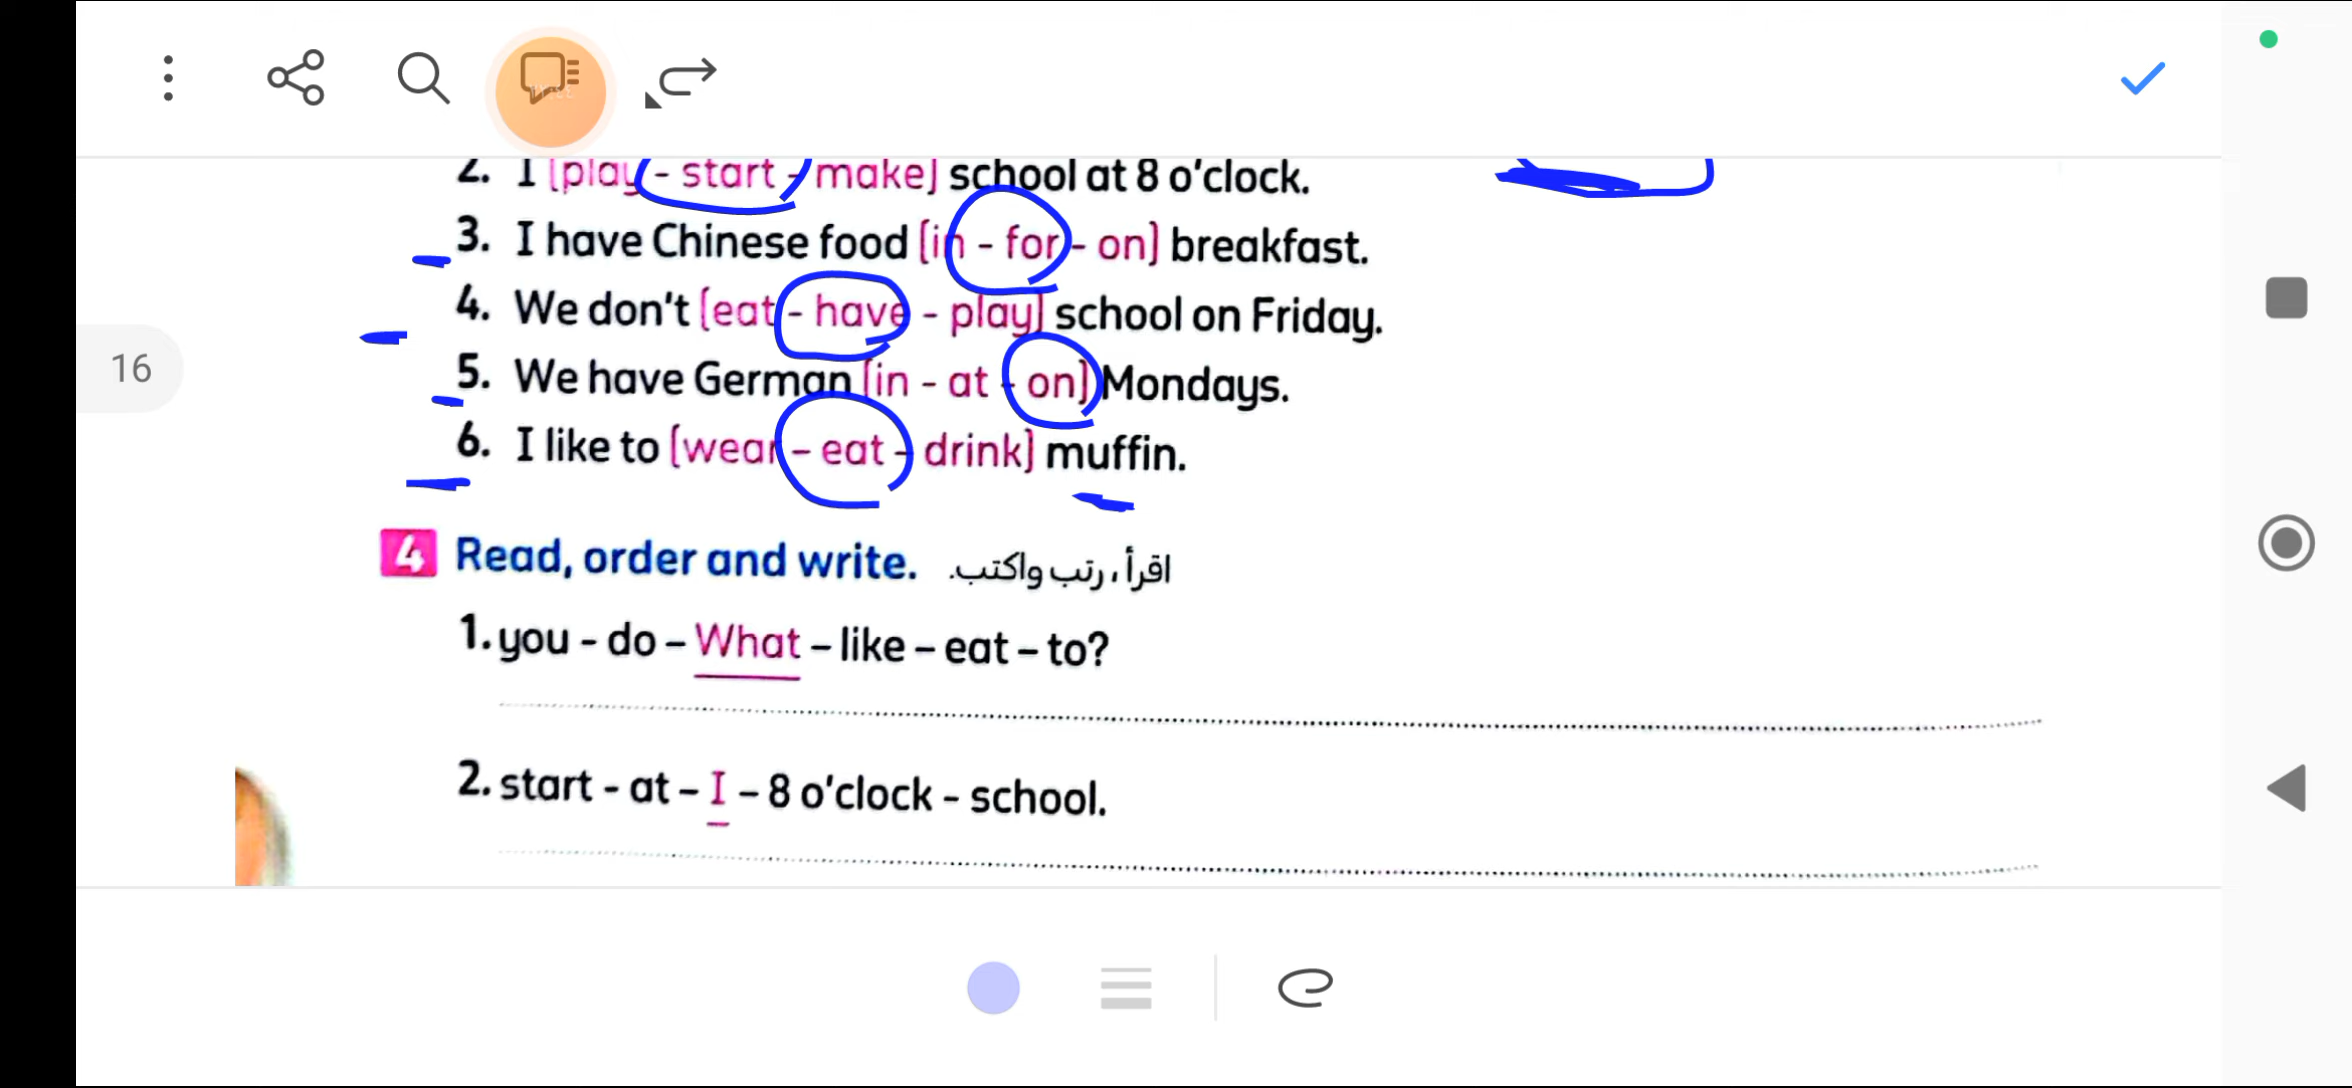 2. I [play - start - make] school at 8 o'clock.
3. I have Chinese food [in - for - on] breakfast.
4. We don't [eat - have - play] school on Friday.
16
5. We have German [in - at - on] Mondays.
6. I like to [wear - eat - drink] muffin.
4 Read, order and write. اقرأ، رتب واكتب.
1. you - do - What - like - eat - to?
2. start - at - I - 8 o'clock - school.